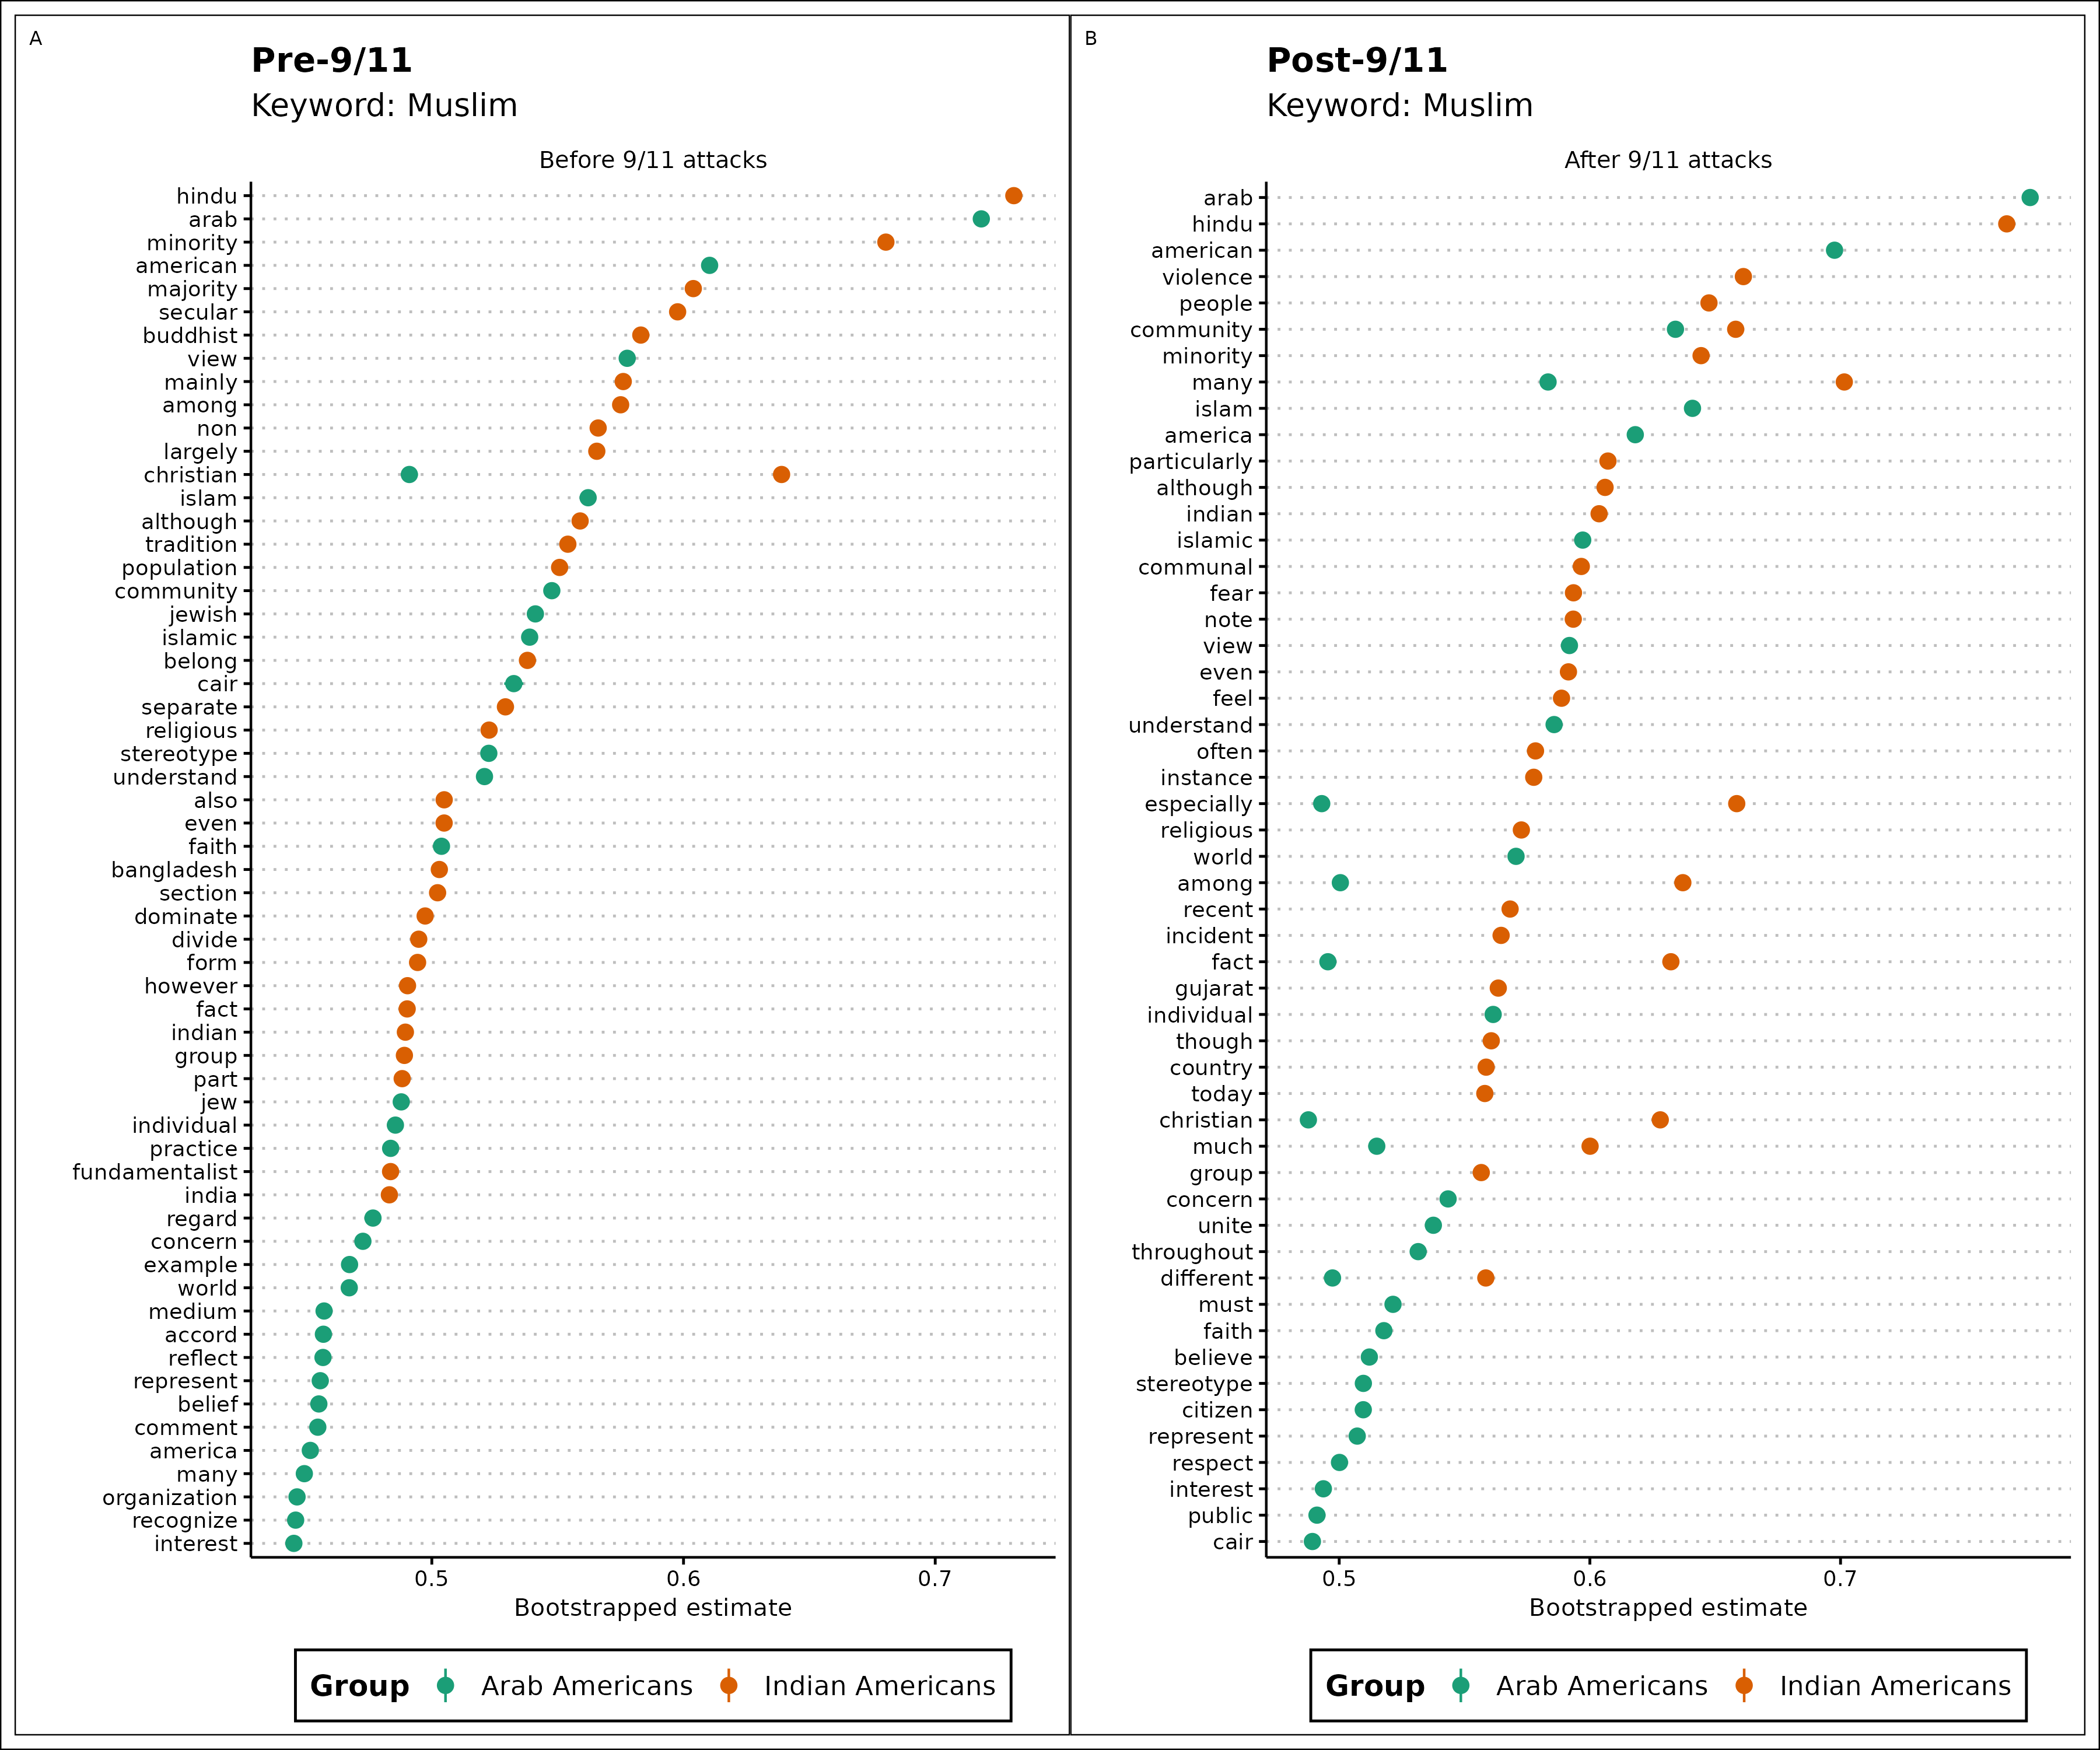 A
Pre-9/11
Keyword: Muslim
Before 9/11 attacks
hindu
arab
minority
american
majority
secular
buddhist
view
mainly
among
non
largely
christian
islam
although
tradition
population
community
jewish
islamic
belong
cair
separate
religious
stereotype
understand
also
even
faith
bangladesh
section
dominate
divide
form
however
fact
indian
group
part
jew
individual
practice
fundamentalist
india
regard
concern
example
world
medium
accord
reflect
represent
belief
comment
america
many
organization
recognize
interest
0.5 0.6 0.7
Bootstrapped estimate
Group Arab Americans Indian Americans
B
Post-9/11
Keyword: Muslim
After 9/11 attacks
arab
hindu
american
violence
people
community
minority
many
islam
america
particularly
although
indian
islamic
communal
fear
note
view
even
feel
understand
often
instance
especially
religious
world
among
recent
incident
fact
gujarat
individual
though
country
today
christian
much
group
concern
unite
throughout
different
must
faith
believe
stereotype
citizen
represent
respect
interest
public
cair
0.5 0.6 0.7
Bootstrapped estimate
Group Arab Americans Indian Americans